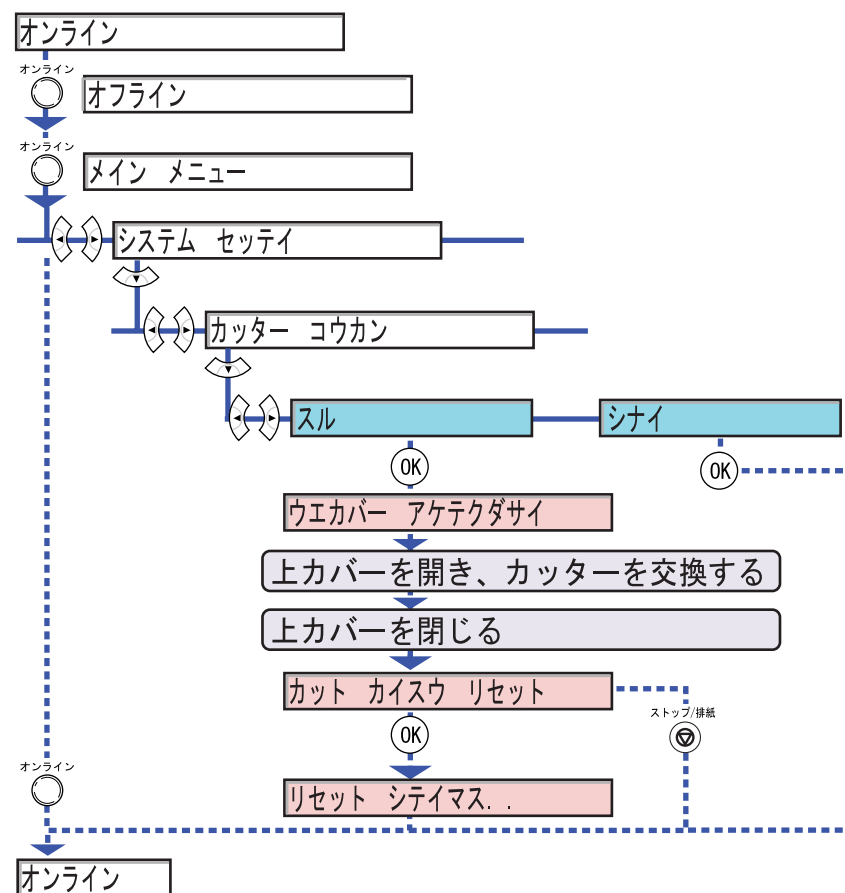 オンライン
オンライン
オフライン
オンライン
メイン メニュー
システム セッテイ
カッター コウカン
スル
シナイ
OK
OK
ウエカバー アケテクダサイ
上カバーを開き、カッターを交換する
上カバーを閉じる
カット カイスウ リセット
ストップ/排紙
OK
オンライン
リセット シテイマス. .
オンライン